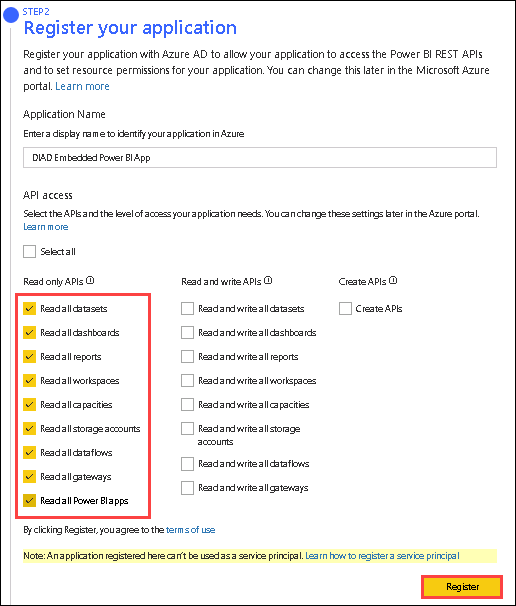 STEP2
Register your application
Register your application with Azure AD to allow your application to access the Power BI REST APIs
and to set resource permissions for your application. You can change this later in the Microsoft Azure
portal. Learn more
Application Name
Enter a display name to identify your application in Azure
DIAD Embedded Power BI App
API access
Select the APIs and the level of access your application needs. You can change these settings later in the Azure portal.
Learn more
Select all
Read only APIs
Read all datasets
Read all dashboards
Read all reports
Read all workspaces
Read all capacities
Read all storage accounts
Read all dataflows
Read all gateways
Read all Power BI apps
Read and write APIs
Read and write all datasets
Read and write all dashboards
Read and write all reports
Read and write all workspaces
Read and write all capacities
Read and write all storage
accounts
Read and write all dataflows
Read and write all gateways
Create APIs
Create APIs
By clicking Register, you agree to the terms of use
Note: An application registered here can't be used as a service principal. Learn how to register a service principal
Register